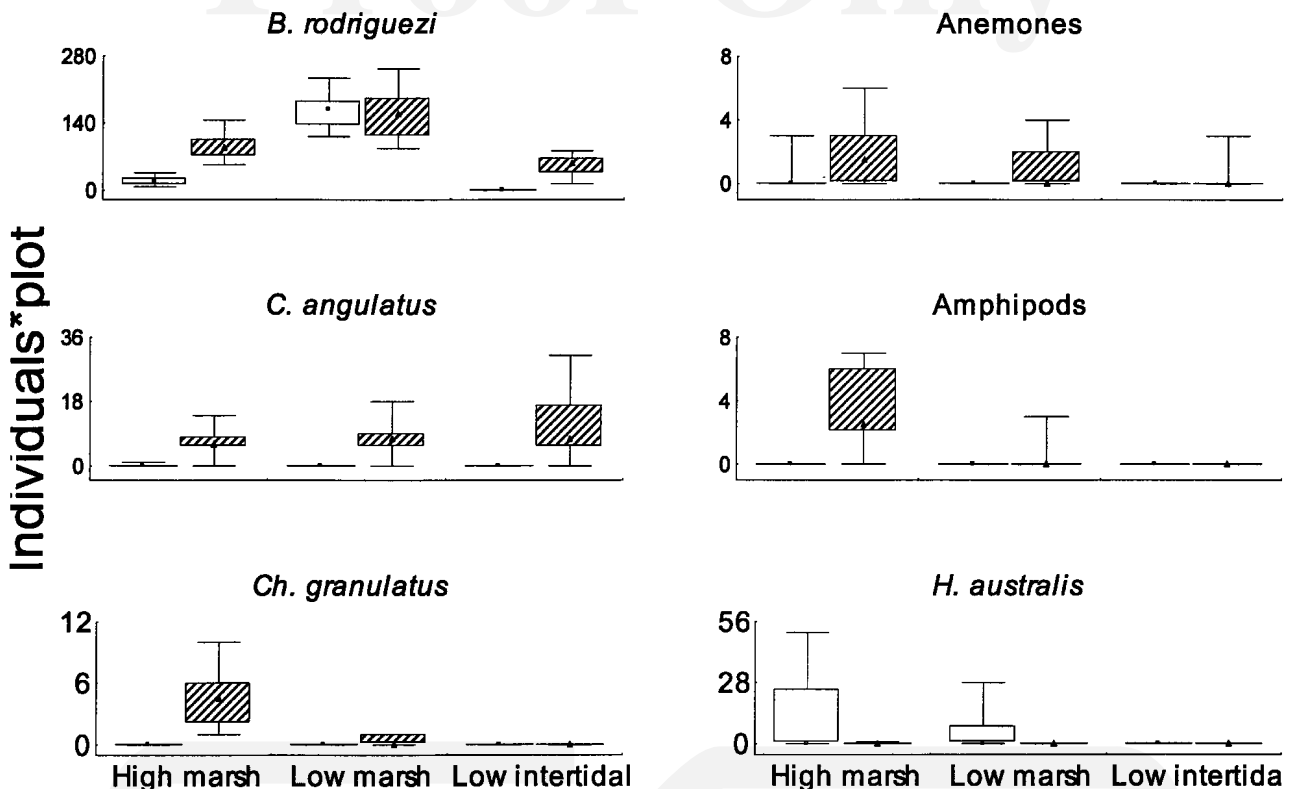 Proof Only
B. rodriguezi
280
140
0
Anemones
8
4
0
Individuals*plot
C. angulatus
36
18
0
Amphipods
8
4
0
Ch. granulatus
12
6
0
High marsh Low marsh Low intertidal
H. australis
56
28
0
High marsh Low marsh Low intertida